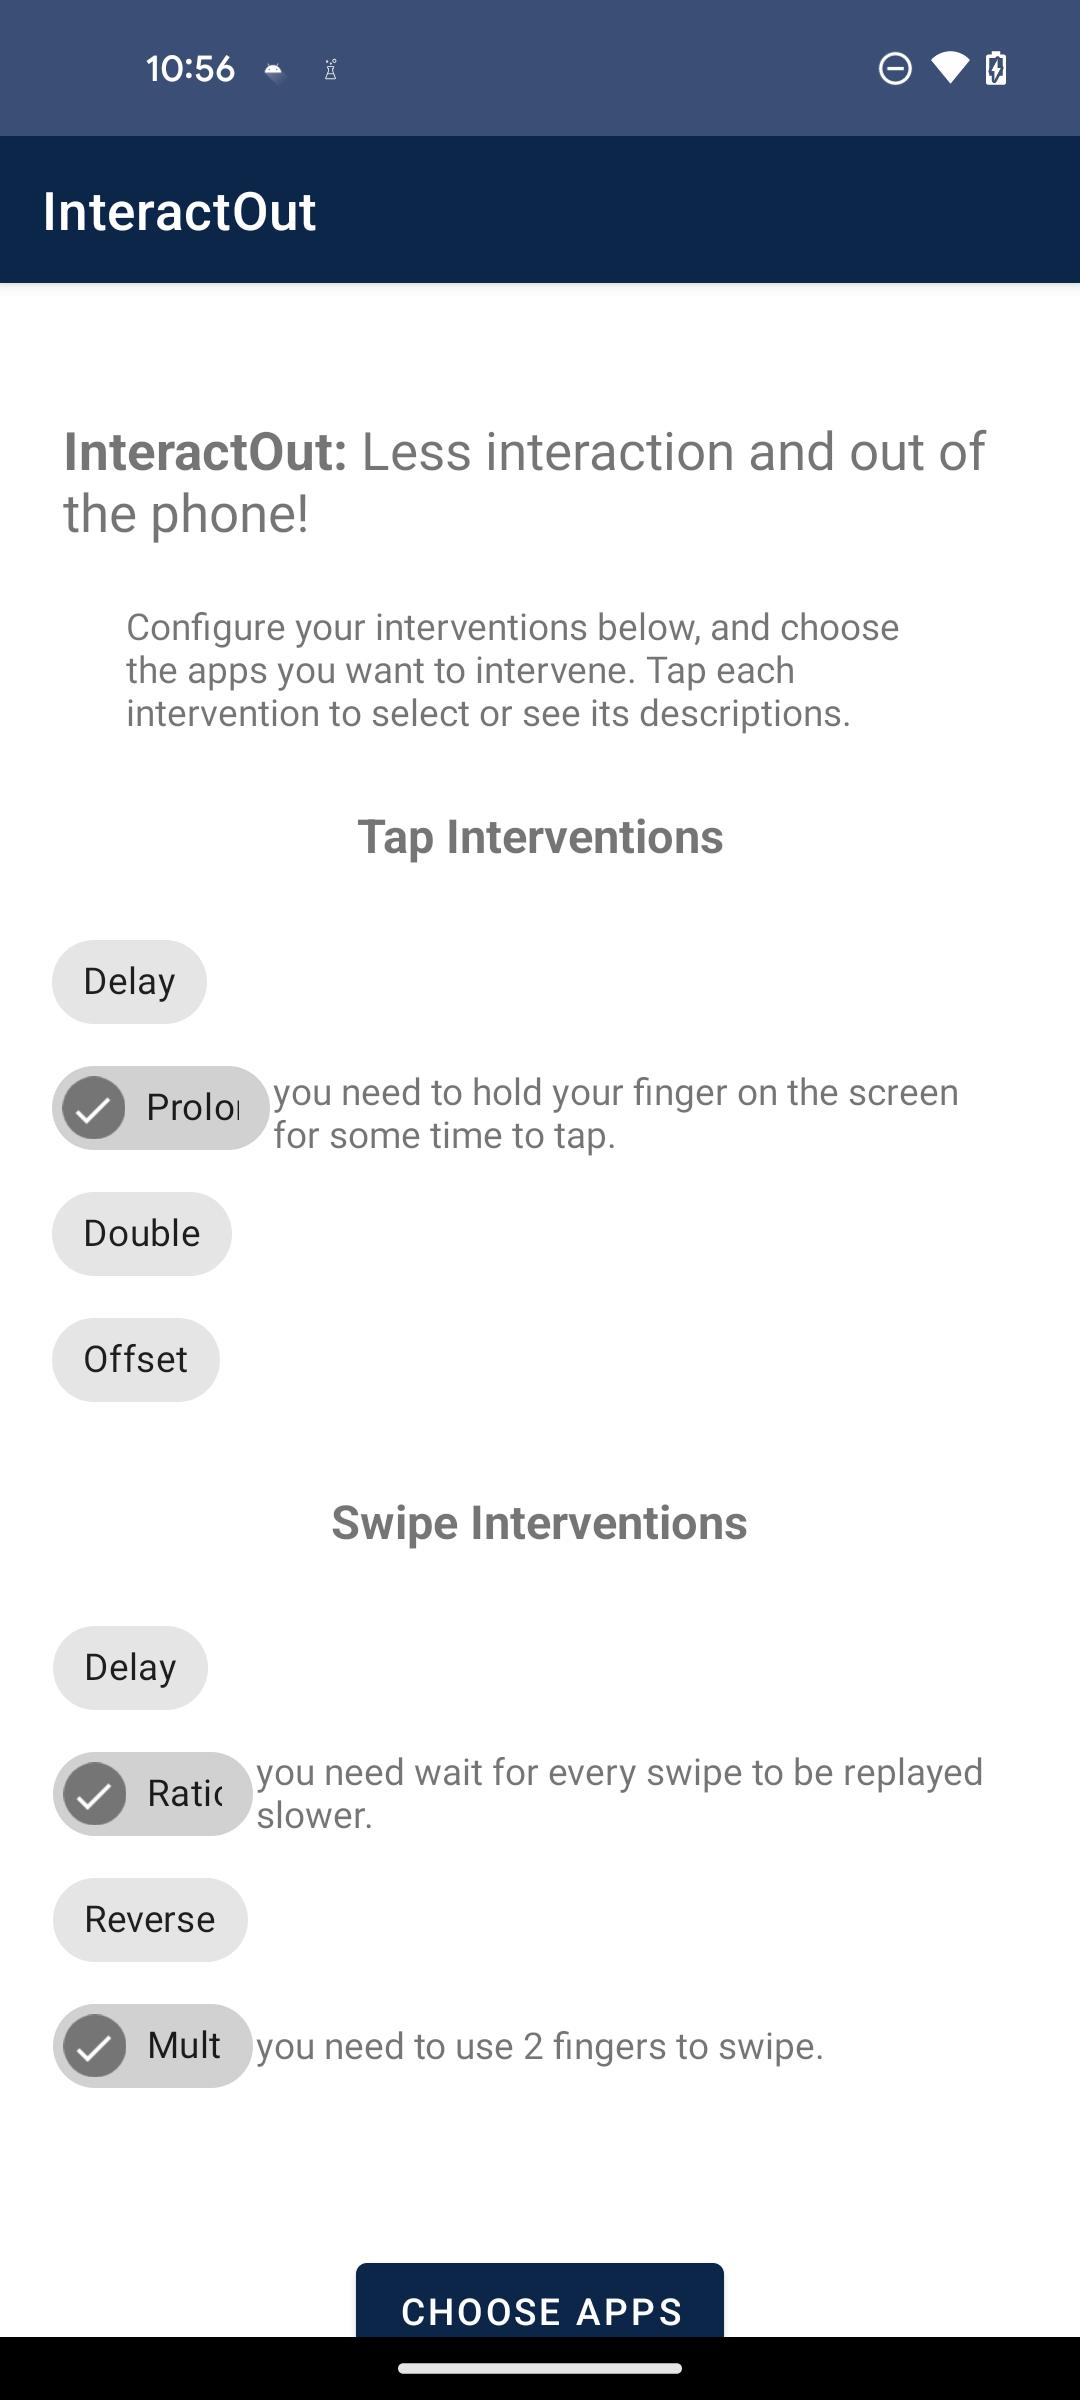 10:56
InteractOut
InteractOut: Less interaction and out of
the phone!
Configure your interventions below, and choose
the apps you want to intervene. Tap each
intervention to select or see its descriptions.
Tap Interventions
Delay
Prolo
you need to hold your finger on the screen
for some time to tap.
Double
Offset
Swipe Interventions
Delay
Ratio
you need wait for every swipe to be replayed
slower.
Reverse
Mult
you need to use 2 fingers to swipe.
CHOOSE APPS